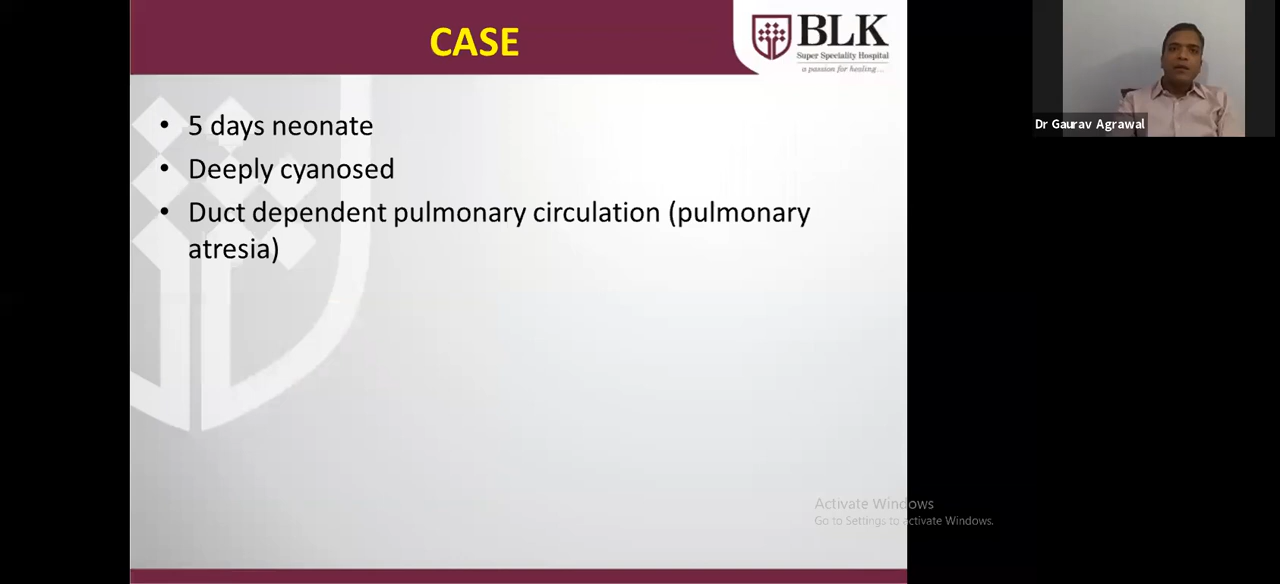 CASE
BLK
Super Speciality Hospital
a passion for healing...
Dr Gaurav Agrawal
• 5 days neonate
• Deeply cyanosed
• Duct dependent pulmonary circulation (pulmonary
atresia)
Activate Windows
Go to Settings to activate Windows.